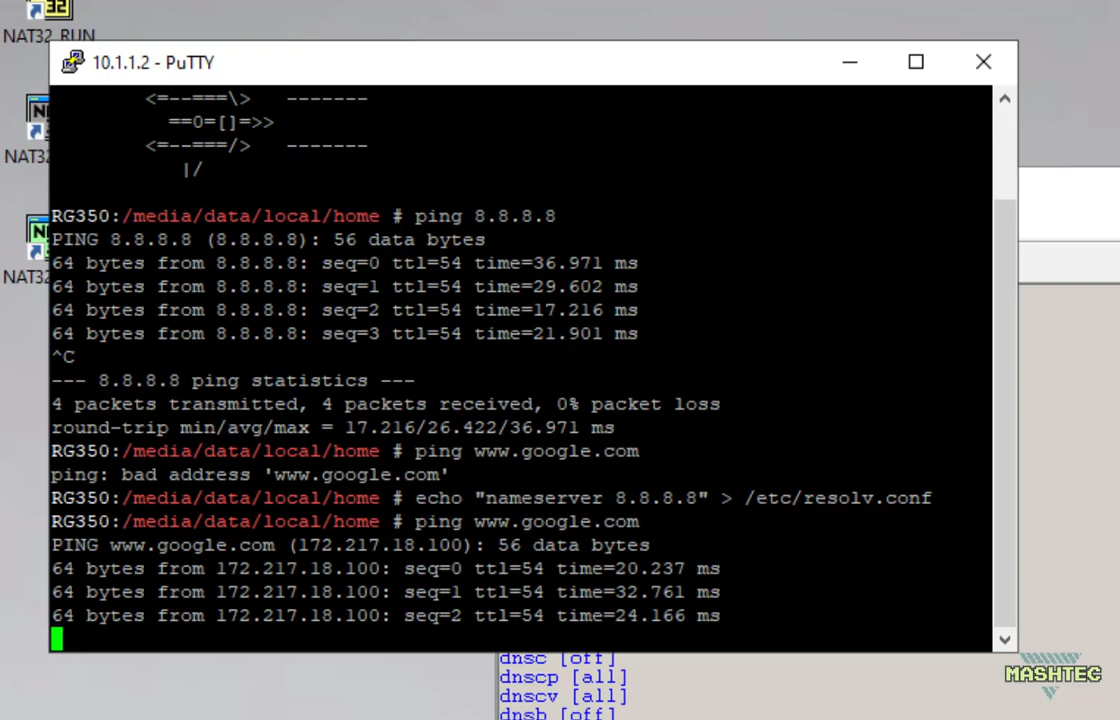 32
NAT32 RUN
10.1.1.2 - PuTTY
<=--===\>   -------
==O=[]=>>
<=--===/>   -------
|/
NAT32
RG350:/media/data/local/home # ping 8.8.8.8
PING 8.8.8.8 (8.8.8.8): 56 data bytes
64 bytes from 8.8.8.8: seq=0 ttl=54 time=36.971 ms
NAT32
64 bytes from 8.8.8.8: seq=1 ttl=54 time=29.602 ms
64 bytes from 8.8.8.8: seq=2 ttl=54 time=17.216 ms
64 bytes from 8.8.8.8: seq=3 ttl=54 time=21.901 ms
^C
--- 8.8.8.8 ping statistics ---
4 packets transmitted, 4 packets received, 0% packet loss
round-trip min/avg/max = 17.216/26.422/36.971 ms
RG350:/media/data/local/home # ping www.google.com
ping: bad address 'www.google.com'
RG350:/media/data/local/home # echo "nameserver 8.8.8.8" > /etc/resolv.conf
RG350:/media/data/local/home # ping www.google.com
PING www.google.com (172.217.18.100): 56 data bytes
64 bytes from 172.217.18.100: seq=0 ttl=54 time=20.237 ms
64 bytes from 172.217.18.100: seq=1 ttl=54 time=32.761 ms
64 bytes from 172.217.18.100: seq=2 ttl=54 time=24.166 ms
dnsc [off]
dnscp [all]
dnscv [all]
dnsb [off]
MASHTEC